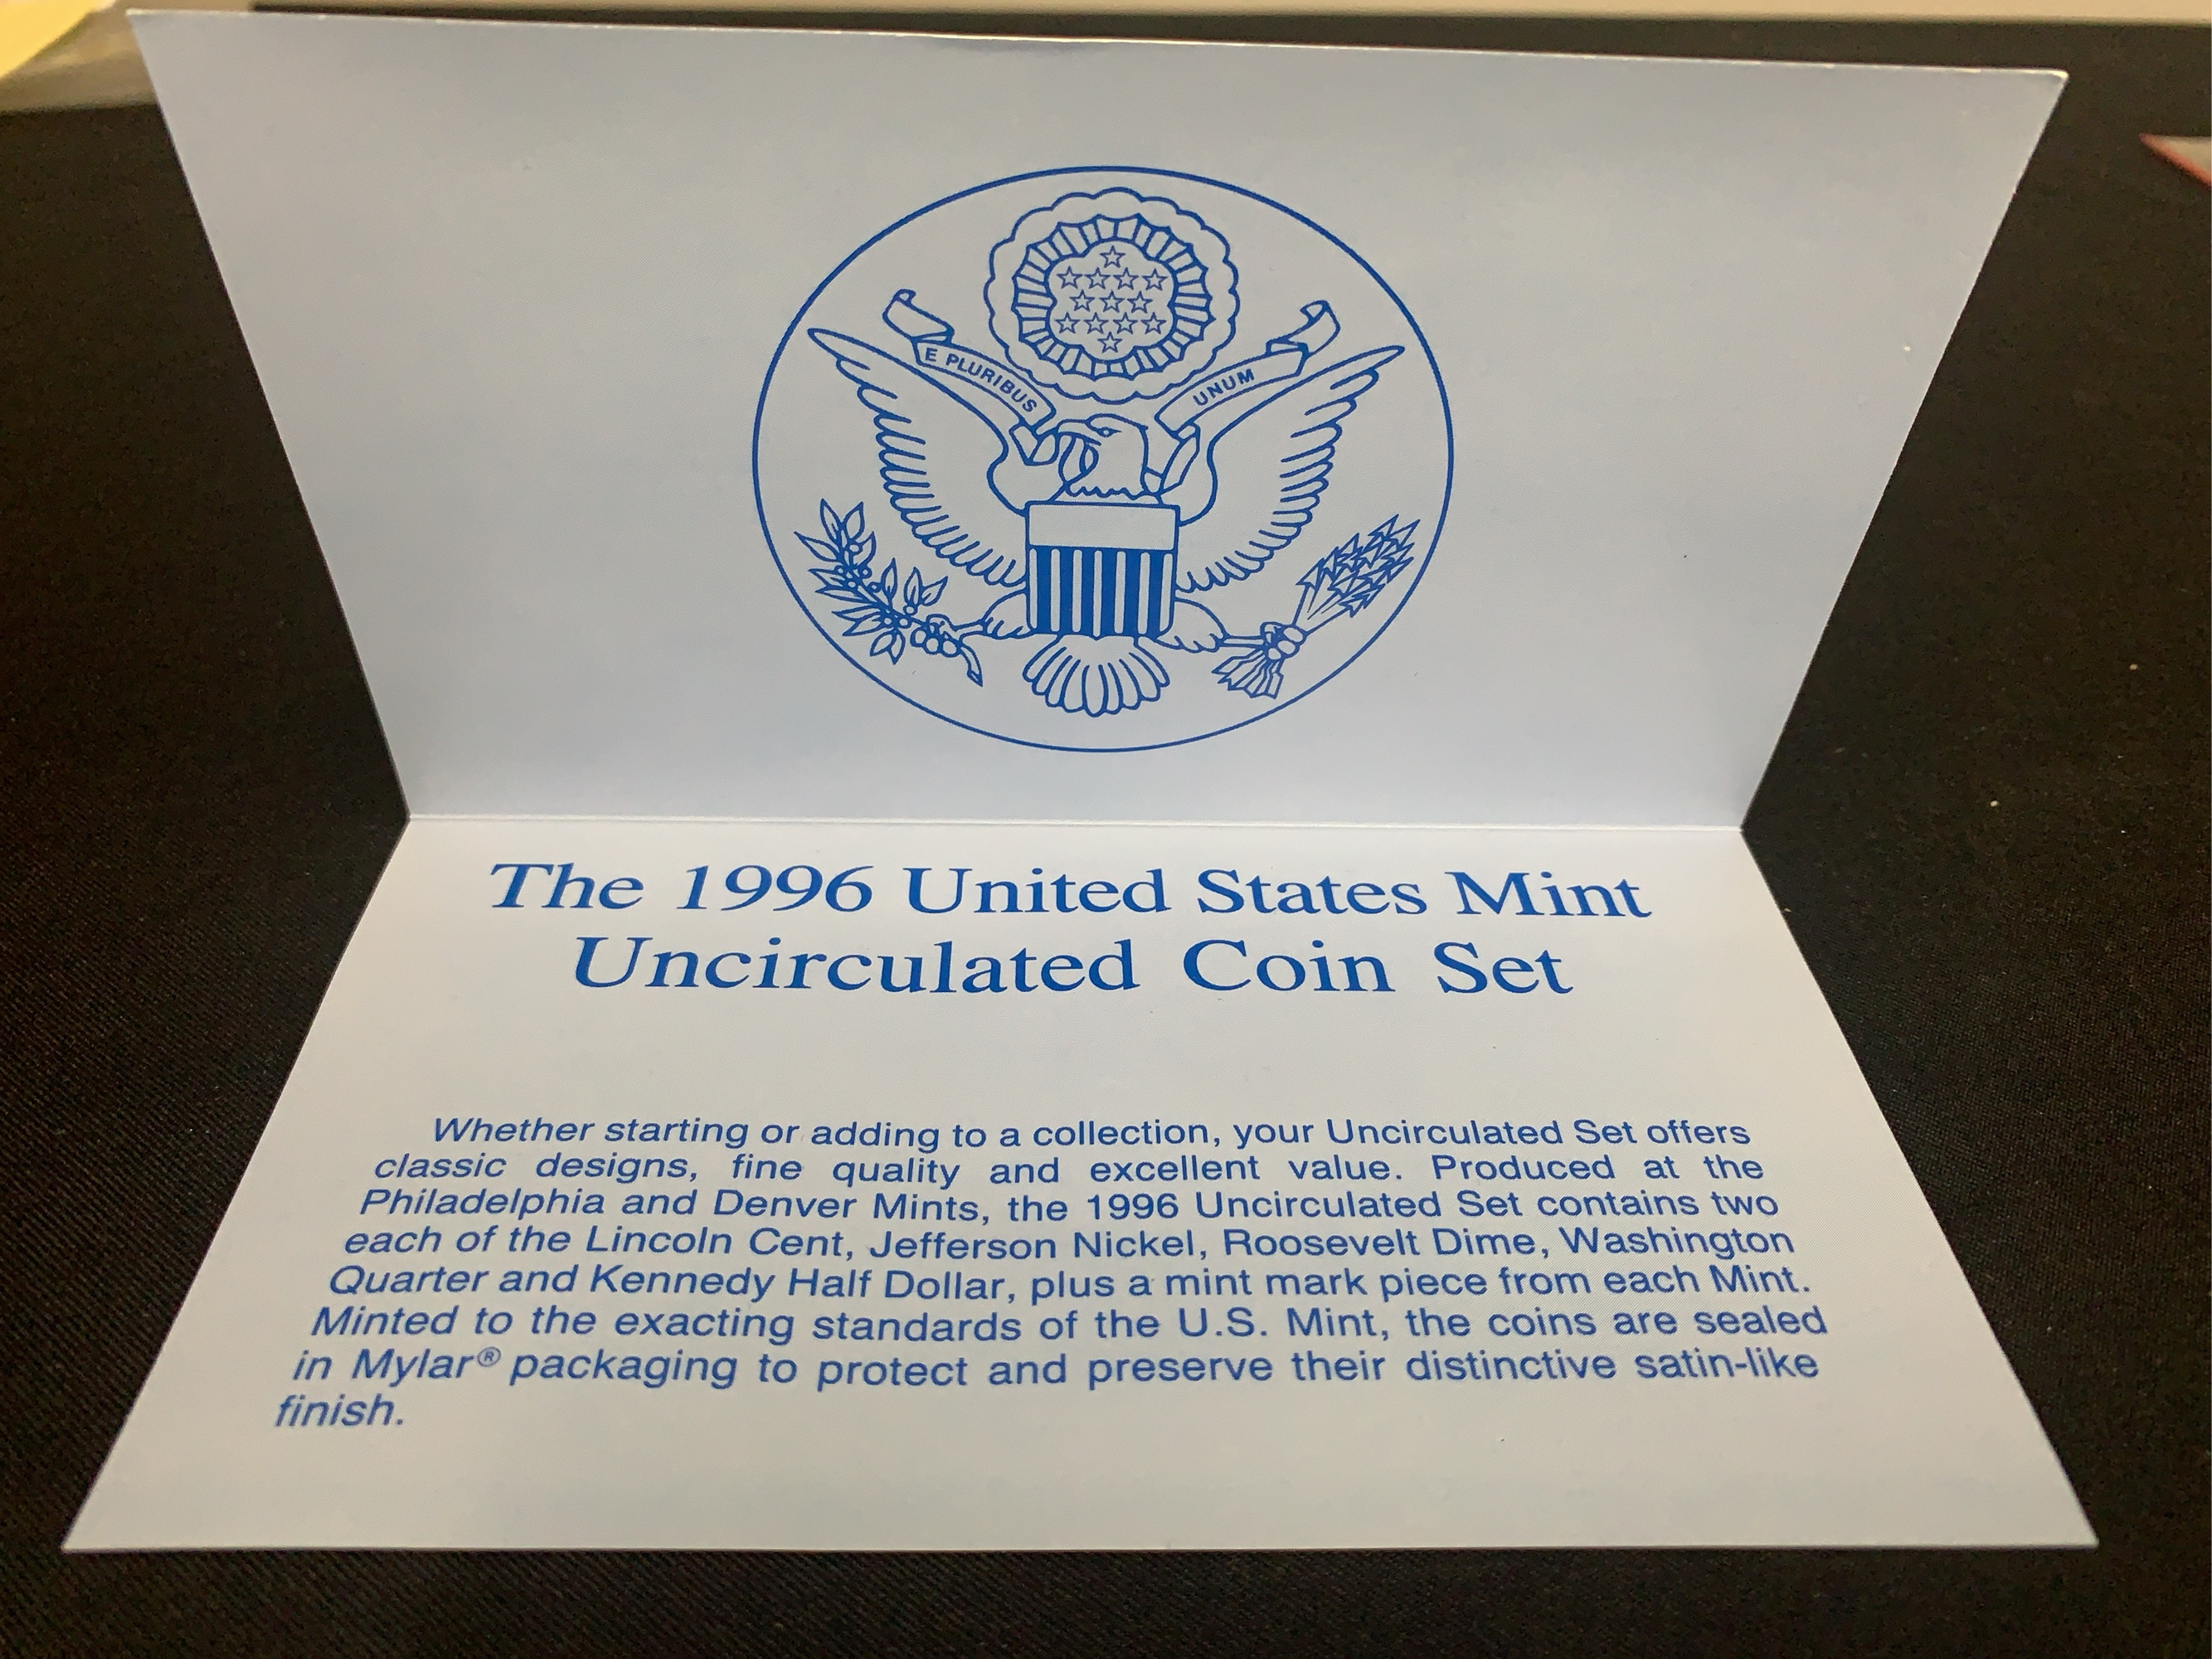 E PLURIBUS UNUM
The 1996 United States Mint
Uncirculated Coin Set
Whether starting or adding to a collection, your Uncirculated Set offers
classic designs, fine quality and excellent value. Produced at the
Philadelphia and Denver Mints, the 1996 Uncirculated Set contains two
each of the Lincoln Cent, Jefferson Nickel, Roosevelt Dime, Washington
Quarter and Kennedy Half Dollar, plus a mint mark piece from each Mint.
Minted to the exacting standards of the U.S. Mint, the coins are sealed
in Mylar® packaging to protect and preserve their distinctive satin-like
finish.